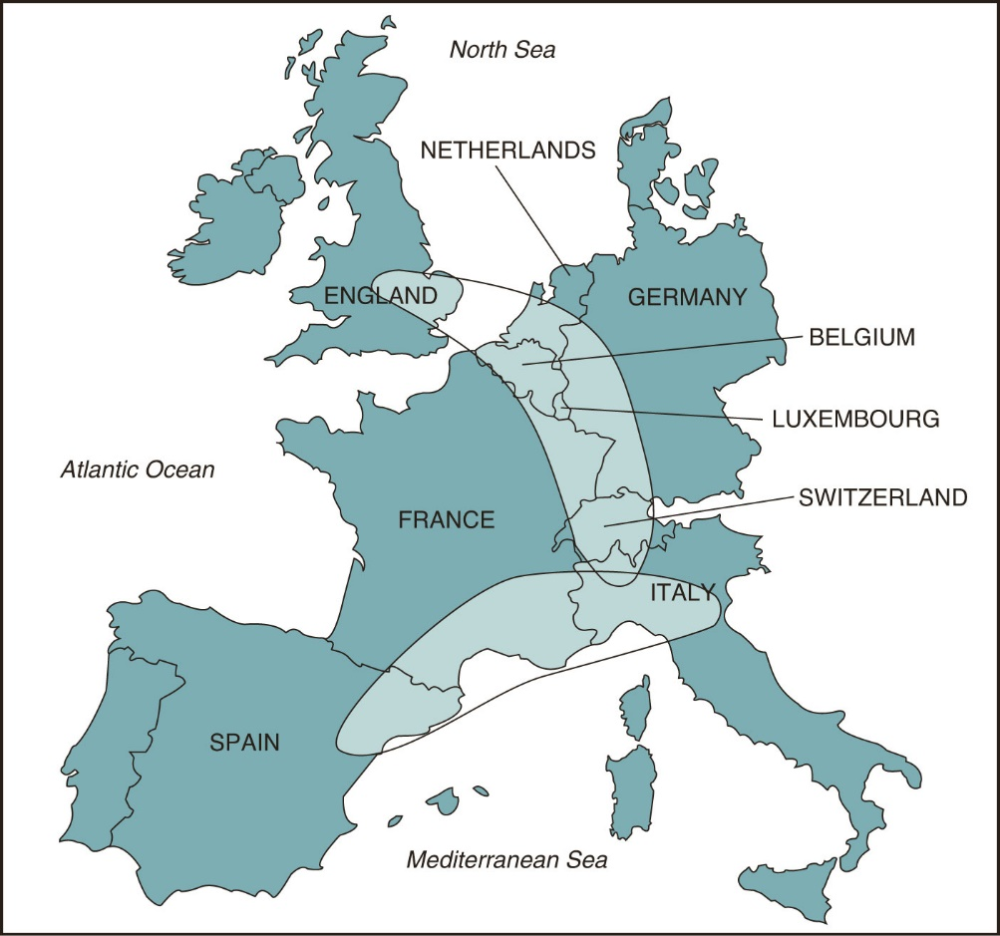 North Sea
NETHERLANDS
ENGLAND
GERMANY
BELGIUM
LUXEMBOURG
Atlantic Ocean
SWITZERLAND
FRANCE
ITALY
SPAIN
Mediterranean Sea